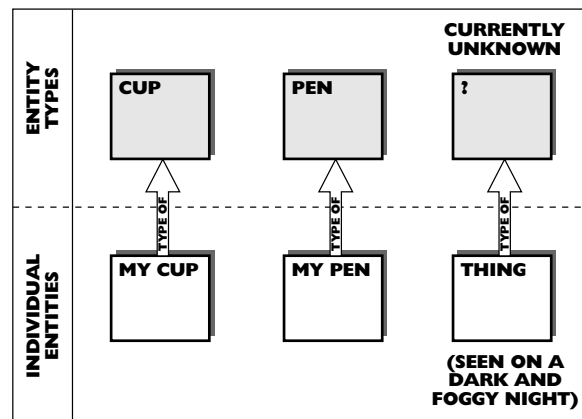 CURRENTLY
UNKNOWN
ENTITY
TYPES
CUP
PEN
?
TYPE OF
TYPE OF
TYPE OF
INDIVIDUAL
ENTITIES
MY CUP
MY PEN
THING
(SEEN ON A
DARK AND
FOGGY NIGHT)